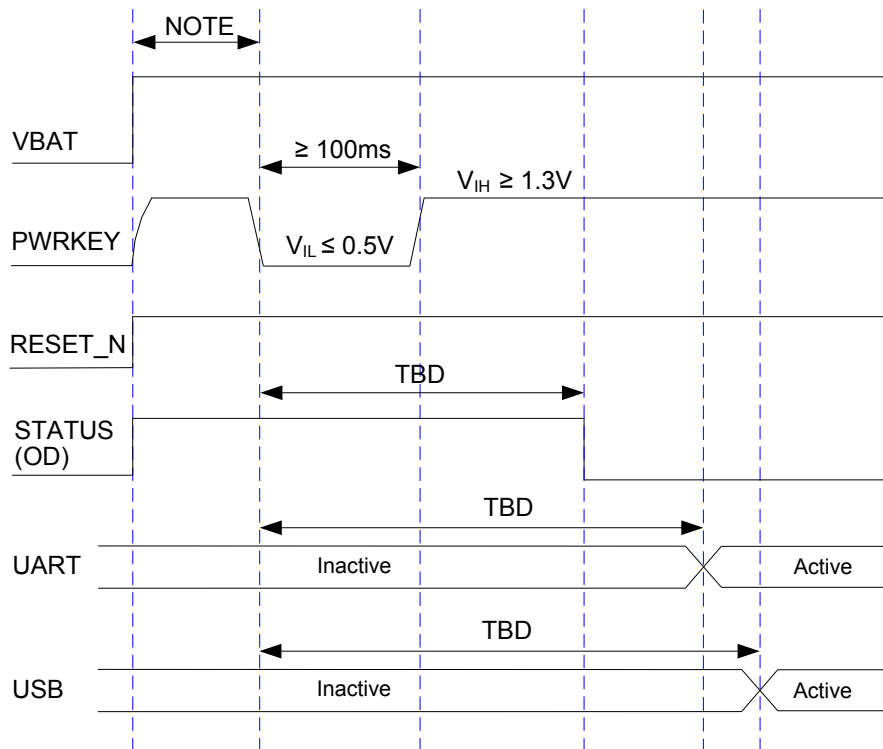 NOTE
VBAT
≥ 100ms
VIH ≥ 1.3V
PWRKEY
VIL ≤ 0.5V
RESET_N
TBD
STATUS
(OD)
TBD
UART
Inactive
Active
TBD
USB
Inactive
Active